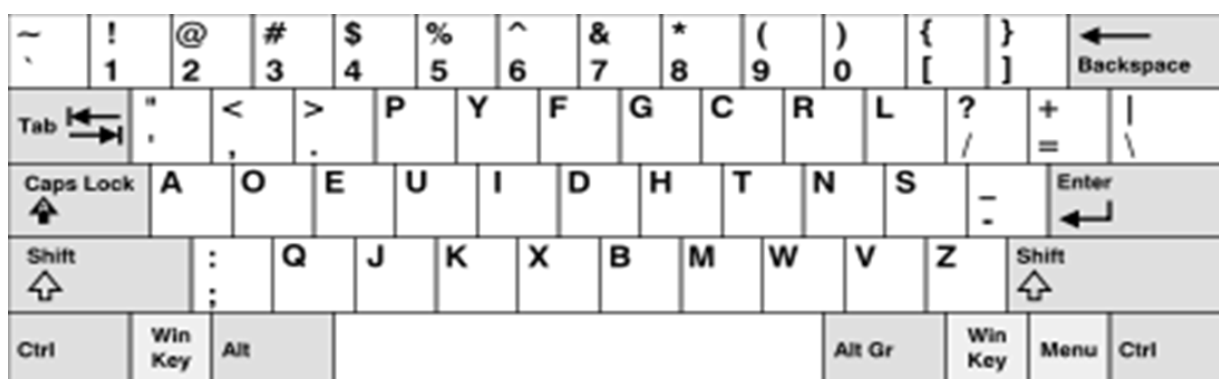 ~ ! @ # $ % ^ & * ( ) { }
` 1 2 3 4 5 6 7 8 9 0 [ ] Backspace
Tab " < > P Y F G C R L ? + |
' , . / = \
Caps Lock A O E U I D H T N S _ Enter
-
Shift : Q J K X B M W V Z Shift
;
Ctrl Win Key Alt Alt Gr Win Key Menu Ctrl